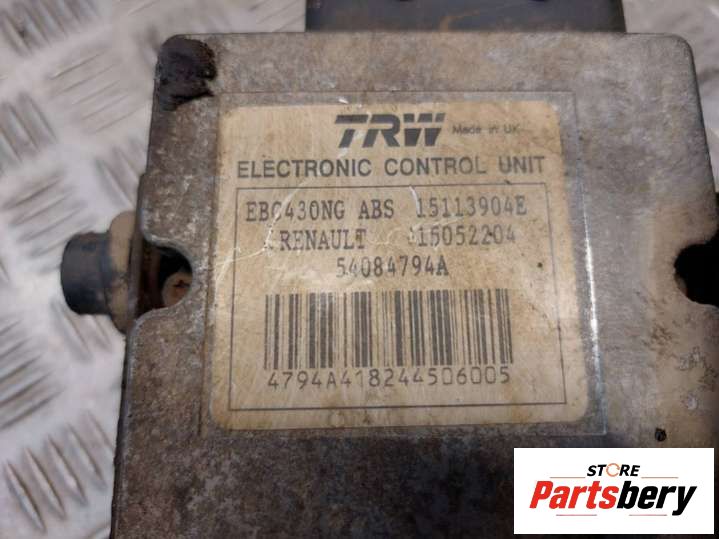 TRW Made in UK
ELECTRONIC CONTROL UNIT
EBC430NG ABS 15113904E
RENAULT 15052204
54084794A
4794A418244506005
STORE
Partsbery